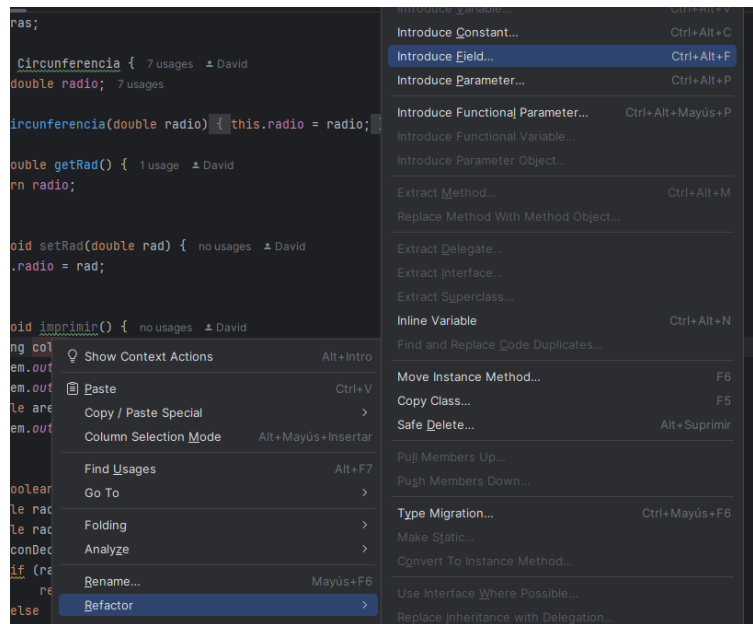 ras;
Circunferencia { 7 usages David
double radio; 7 usages
ircunferencia(double radio) { this.radio = radio; }
ouble getRad() { 1 usage David
rn radio;
oid setRad(double rad) { no usages David
.radio = rad;
oid imprimir() { no usages David
ng col
em.out
em.out
le are
em.out
oolean
le rad
le rad
conDec
if (ra
re
else
Show Context Actions Alt+Intro
Paste Ctrl+V
Copy / Paste Special
Column Selection Mode Alt+Mayús+Insertar
Find Usages Alt+F7
Go To
Folding
Analyze
Rename... Mayús+F6
Refactor
Introduce Variable... Ctrl+Alt+V
Introduce Constant... Ctrl+Alt+C
Introduce Field... Ctrl+Alt+F
Introduce Parameter... Ctrl+Alt+P
Introduce Functional Parameter... Ctrl+Alt+Mayús+P
Introduce Functional Variable...
Introduce Parameter Object...
Extract Method... Ctrl+Alt+M
Replace Method With Method Object...
Extract Delegate...
Extract Interface...
Extract Superclass...
Inline Variable Ctrl+Alt+N
Find and Replace Code Duplicates...
Move Instance Method... F6
Copy Class... F5
Safe Delete... Alt+Suprimir
Pull Members Up...
Push Members Down...
Type Migration... Ctrl+Mayús+F6
Make Static...
Convert To Instance Method...
Use Interface Where Possible...
Replace Inheritance with Delegation...